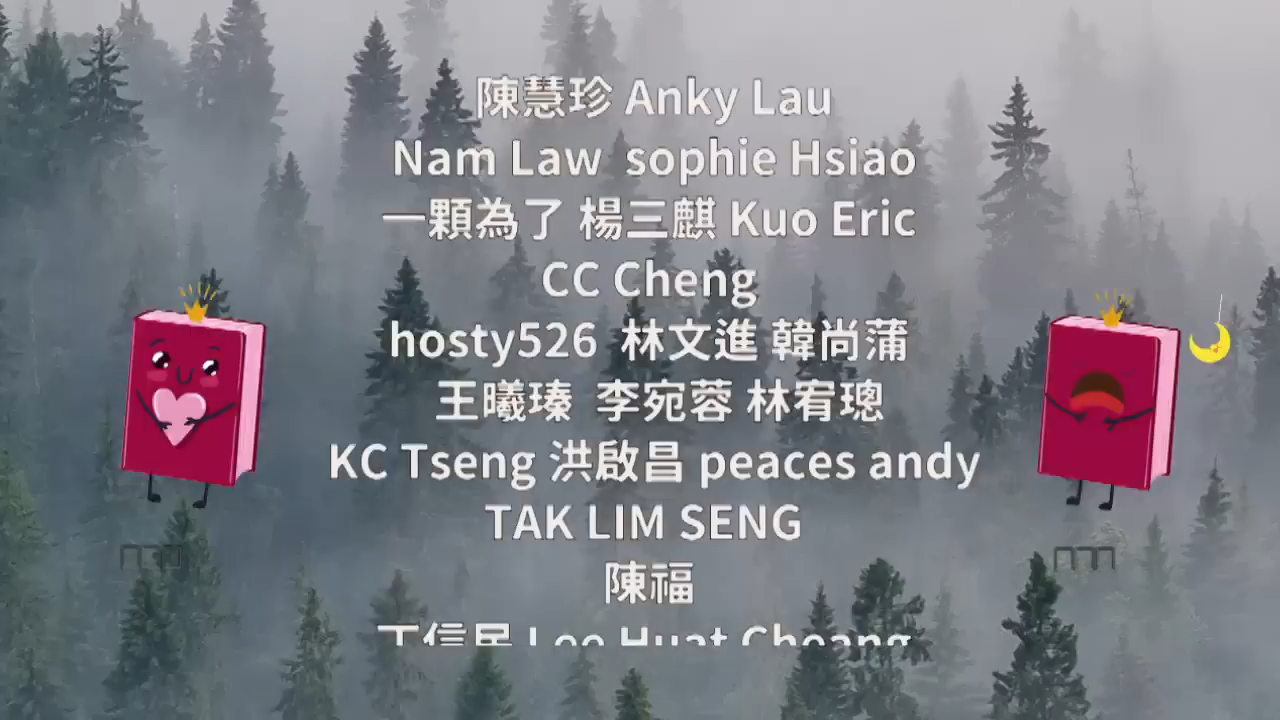 陳慧珍 Anky Lau
Nam Law sophie Hsiao
一顆為了 楊三麒 Kuo Eric
CC Cheng
hosty526 林文進 韓尚蒲
王曦瑧 李宛蓉 林宥璁
KC Tseng 洪啟昌 peaces andy
TAK LIM SENG
陳福